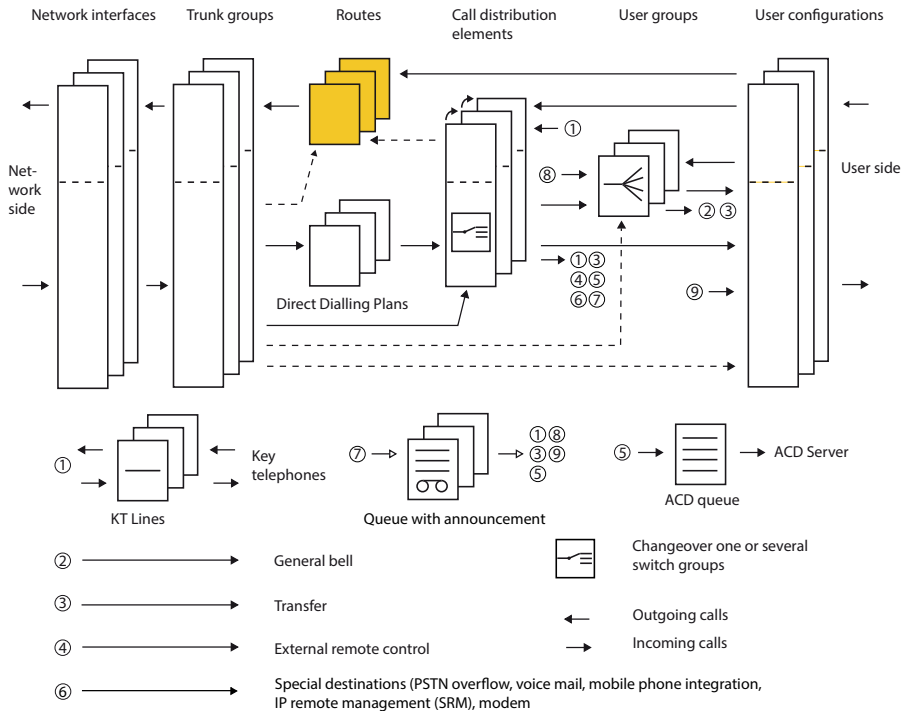 Network interfaces
Trunk groups
Routes
Call distribution
elements
User groups
User configurations
①
⑧
Net-
work
side
User side
② ③
①③
④⑤
⑥⑦
⑨
Direct Dialling Plans
①
Key
telephones
KT Lines
⑦
①⑧
③⑨
⑤
Queue with announcement
⑤
ACD Server
ACD queue
② General bell
③ Transfer
④ External remote control
⑥ Special destinations (PSTN overflow, voice mail, mobile phone integration,
IP remote management (SRM), modem
Changeover one or several
switch groups
Outgoing calls
Incoming calls